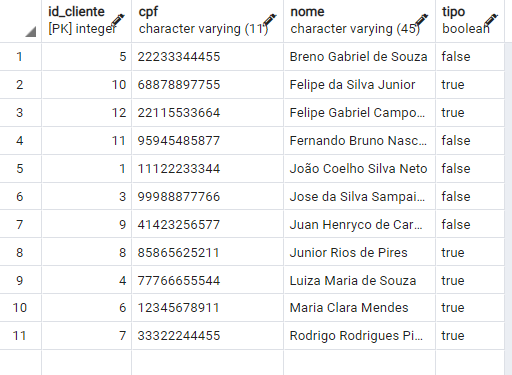 id_cliente cpf nome tipo
[PK] integer character varying (11) character varying (45) boolean
1 5 22233344455 Breno Gabriel de Souza false
2 10 68878897755 Felipe da Silva Junior true
3 12 22115533664 Felipe Gabriel Campo... true
4 11 95945485877 Fernando Bruno Nasc... false
5 1 11122233344 João Coelho Silva Neto false
6 3 99988877766 Jose da Silva Sampai... false
7 9 41423256577 Juan Henryco de Car... false
8 8 85865625211 Junior Rios de Pires true
9 4 77766655544 Luiza Maria de Souza true
10 6 12345678911 Maria Clara Mendes true
11 7 33322244455 Rodrigo Rodrigues Pi... true